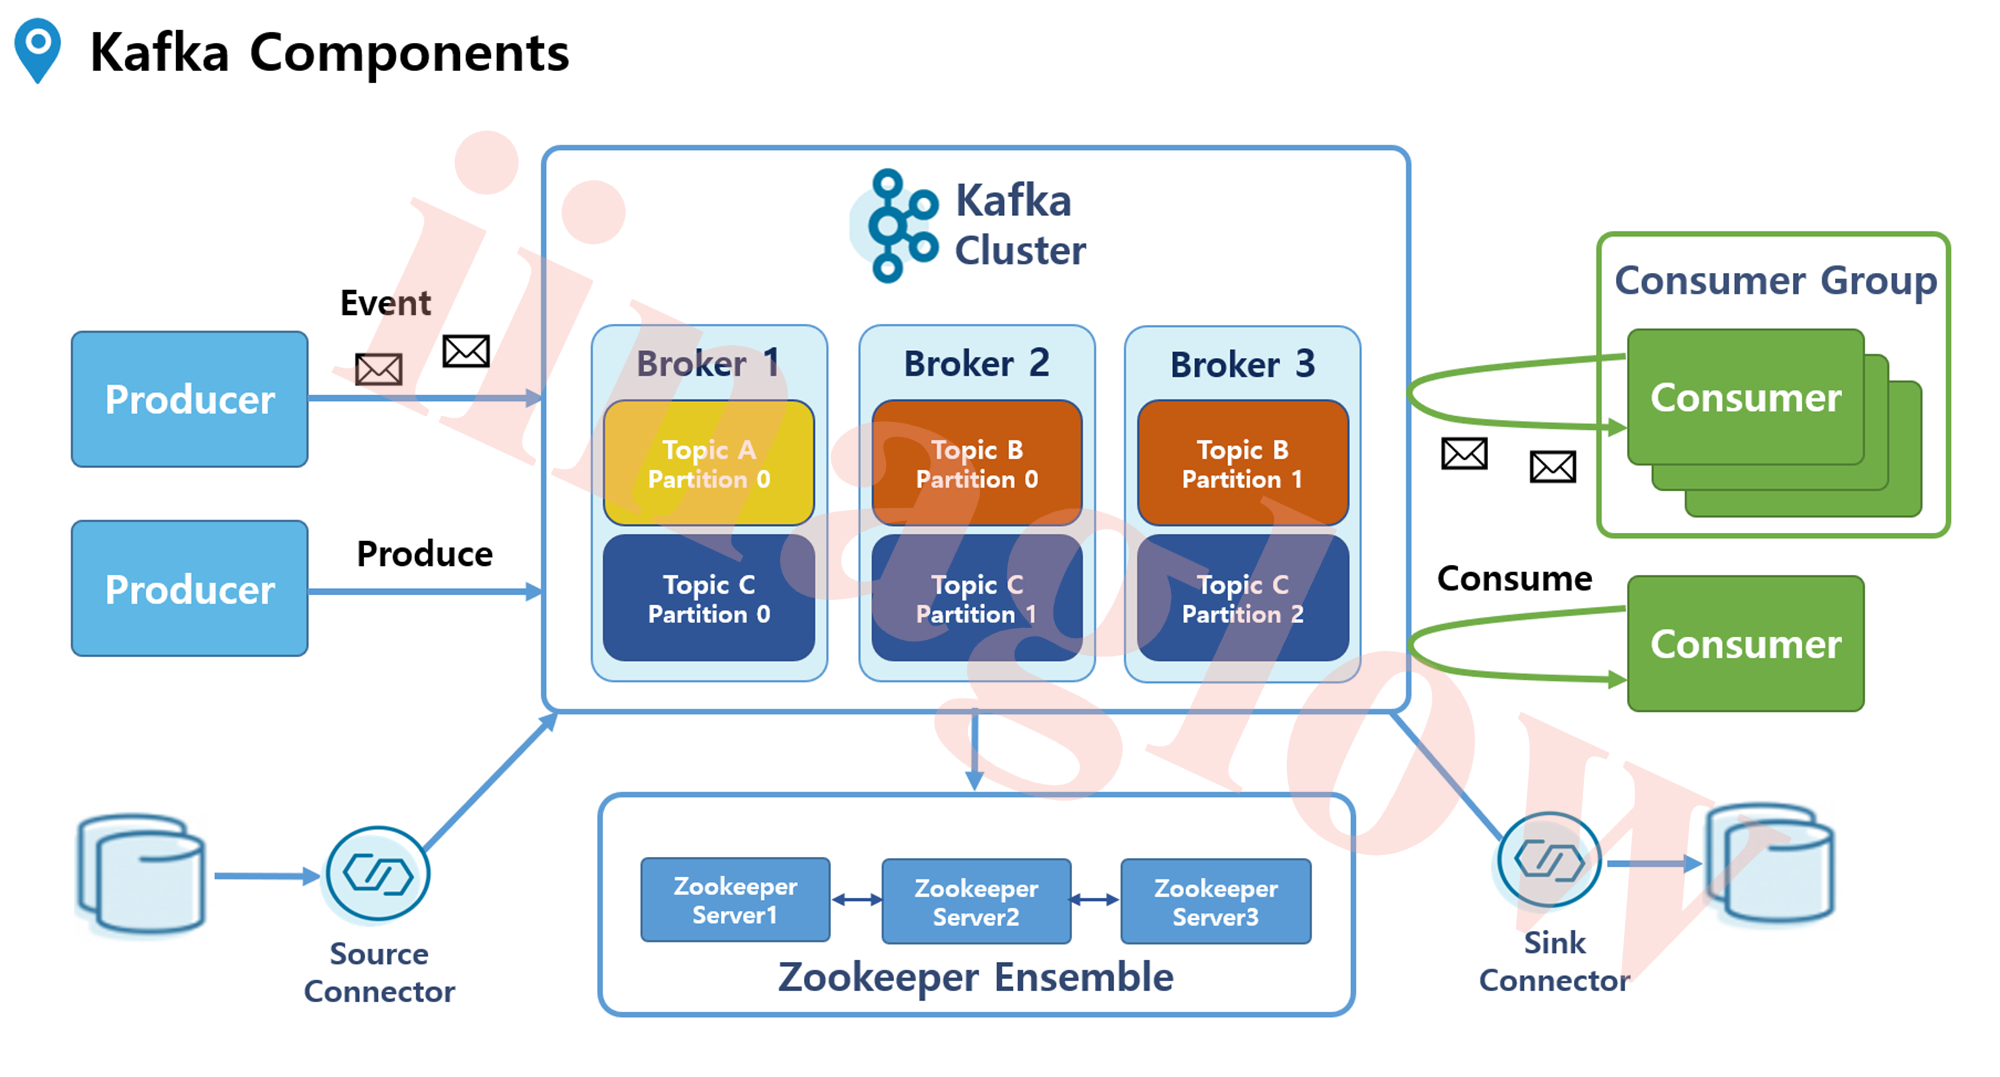 Kafka Components
Kafka
Cluster
Event
Producer
Produce
Producer
Broker 1
Topic A
Partition 0
Topic C
Partition 0
Broker 2
Topic B
Partition 0
Topic C
Partition 1
Broker 3
Topic B
Partition 1
Topic C
Partition 2
Consumer Group
Consumer
Consume
Consumer
Source
Connector
Zookeeper
Server1
Zookeeper
Server2
Zookeeper
Server3
Zookeeper Ensemble
Sink
Connector
iinaglow